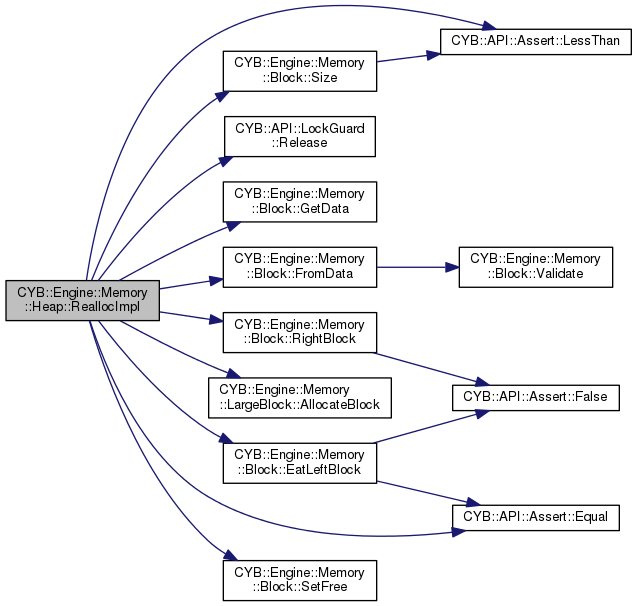 CYB::API::Assert::LessThan
CYB::Engine::Memory
::Block::Size
CYB::API::LockGuard
::Release
CYB::Engine::Memory
::Block::GetData
CYB::Engine::Memory
::Block::FromData
CYB::Engine::Memory
::Block::Validate
CYB::Engine::Memory
::Heap::ReallocImpl
CYB::Engine::Memory
::Block::RightBlock
CYB::Engine::Memory
::LargeBlock::AllocateBlock
CYB::API::Assert::False
CYB::Engine::Memory
::Block::EatLeftBlock
CYB::API::Assert::Equal
CYB::Engine::Memory
::Block::SetFree